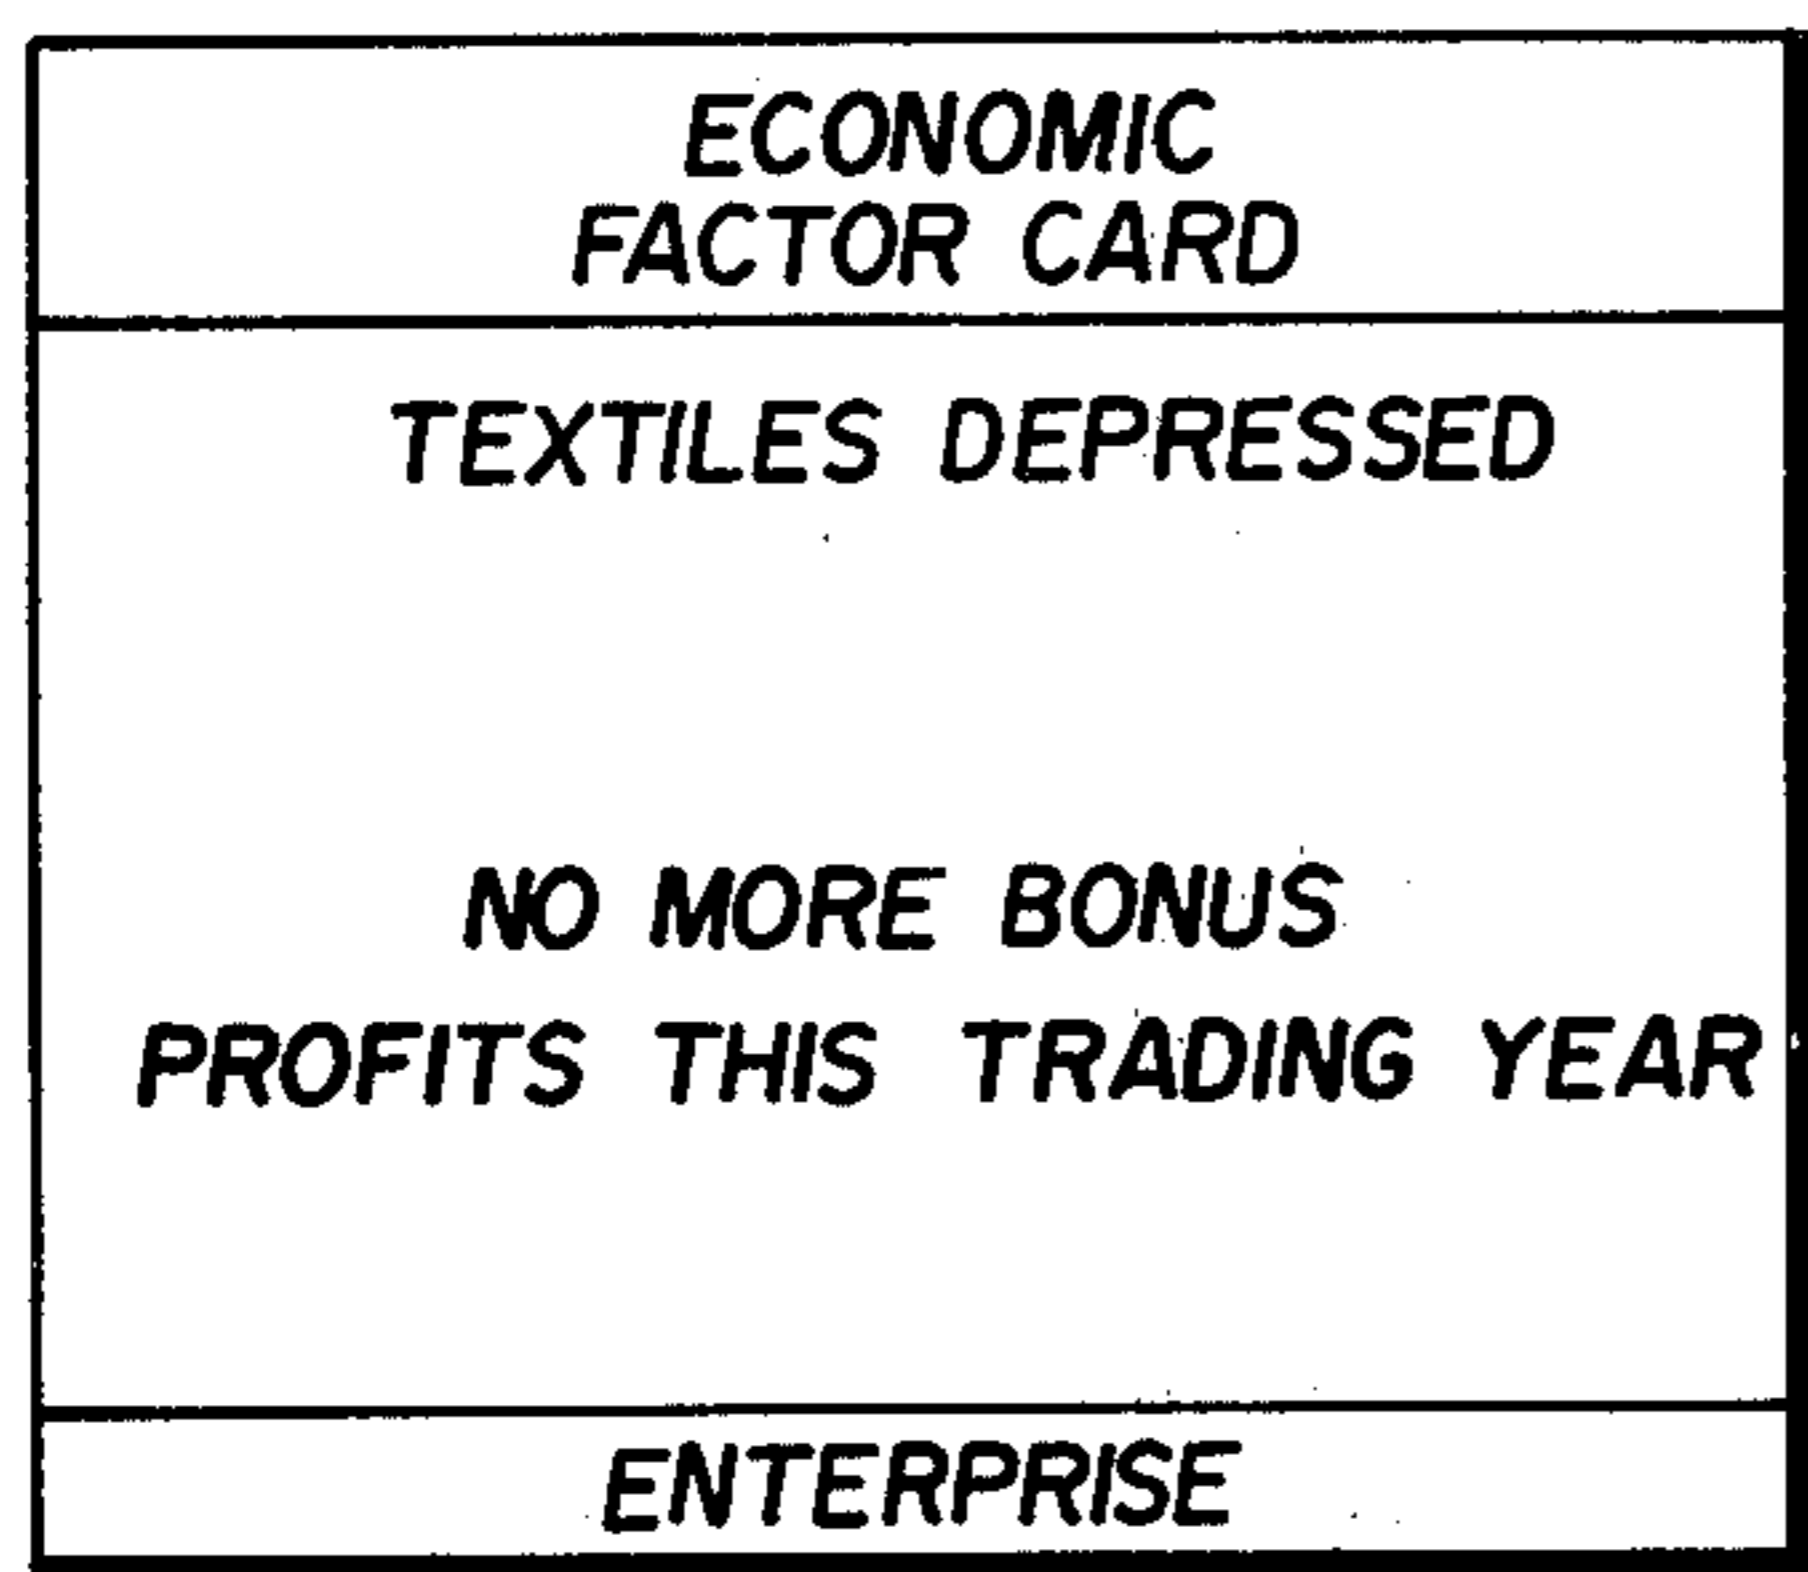 ECONOMIC
FACTOR CARD
TEXTILES DEPRESSED
NO MORE BONUS
PROFITS THIS TRADING YEAR
ENTERPRISE